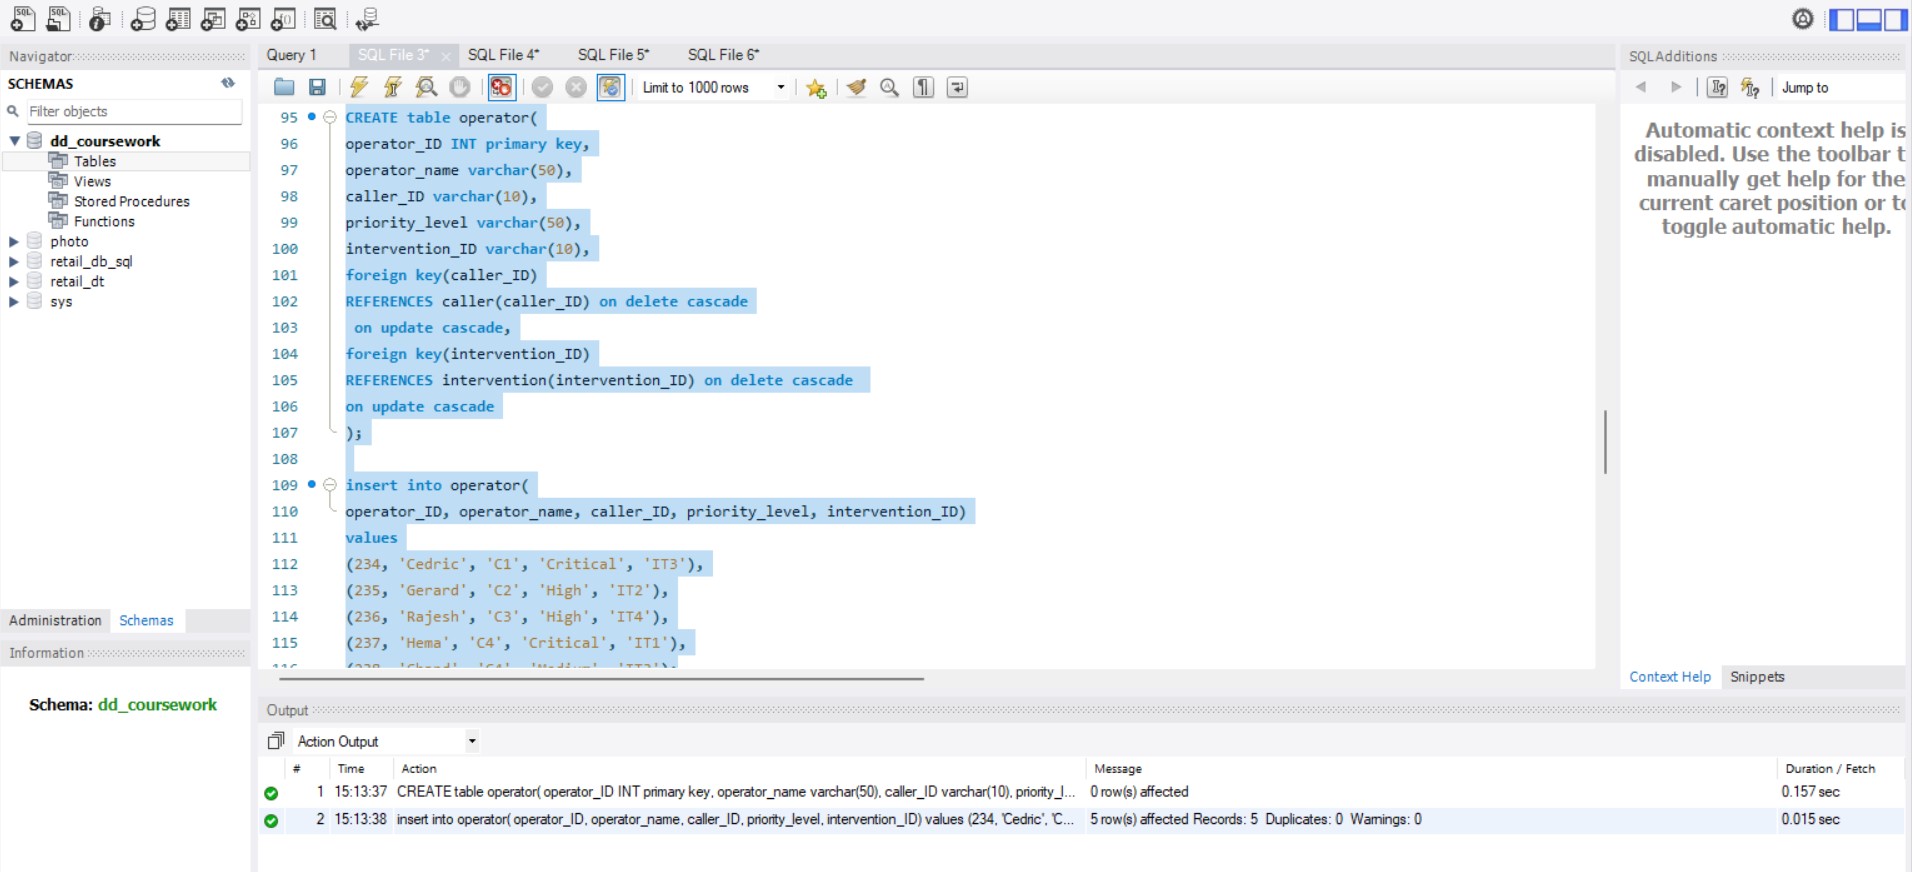 Navigator
SCHEMAS
Filter objects
dd_coursework
Tables
Views
Stored Procedures
Functions
photo
retail_db_sql
retail_dt
sys
Administration Schemas
Information
Schema: dd_coursework
Query 1 SQL File 3* SQL File 4* SQL File 5* SQL File 6*
Limit to 1000 rows
95 CREATE table operator(
96 operator_ID INT primary key,
97 operator_name varchar(50),
98 caller_ID varchar(10),
99 priority_level varchar(50),
100 intervention_ID varchar(10),
101 foreign key(caller_ID)
102 REFERENCES caller(caller_ID) on delete cascade
103 on update cascade,
104 foreign key(intervention_ID)
105 REFERENCES intervention(intervention_ID) on delete cascade
106 on update cascade
107 );
108
109 insert into operator(
110 operator_ID, operator_name, caller_ID, priority_level, intervention_ID)
111 values
112 (234, 'Cedric', 'C1', 'Critical', 'IT3'),
113 (235, 'Gerard', 'C2', 'High', 'IT2'),
114 (236, 'Rajesh', 'C3', 'High', 'IT4'),
115 (237, 'Hema', 'C4', 'Critical', 'IT1'),
SQLAdditions
Jump to
Automatic context help is
disabled. Use the toolbar t
manually get help for the
current caret position or to
toggle automatic help.
Context Help Snippets
Output
Action Output
# Time Action Message Duration / Fetch
1 15:13:37 CREATE table operator( operator_ID INT primary key, operator_name varchar(50), caller_ID varchar(10), priority_l... 0 row(s) affected 0.157 sec
2 15:13:38 insert into operator( operator_ID, operator_name, caller_ID, priority_level, intervention_ID) values (234, 'Cedric', 'C... 5 row(s) affected Records: 5 Duplicates: 0 Warnings: 0 0.015 sec